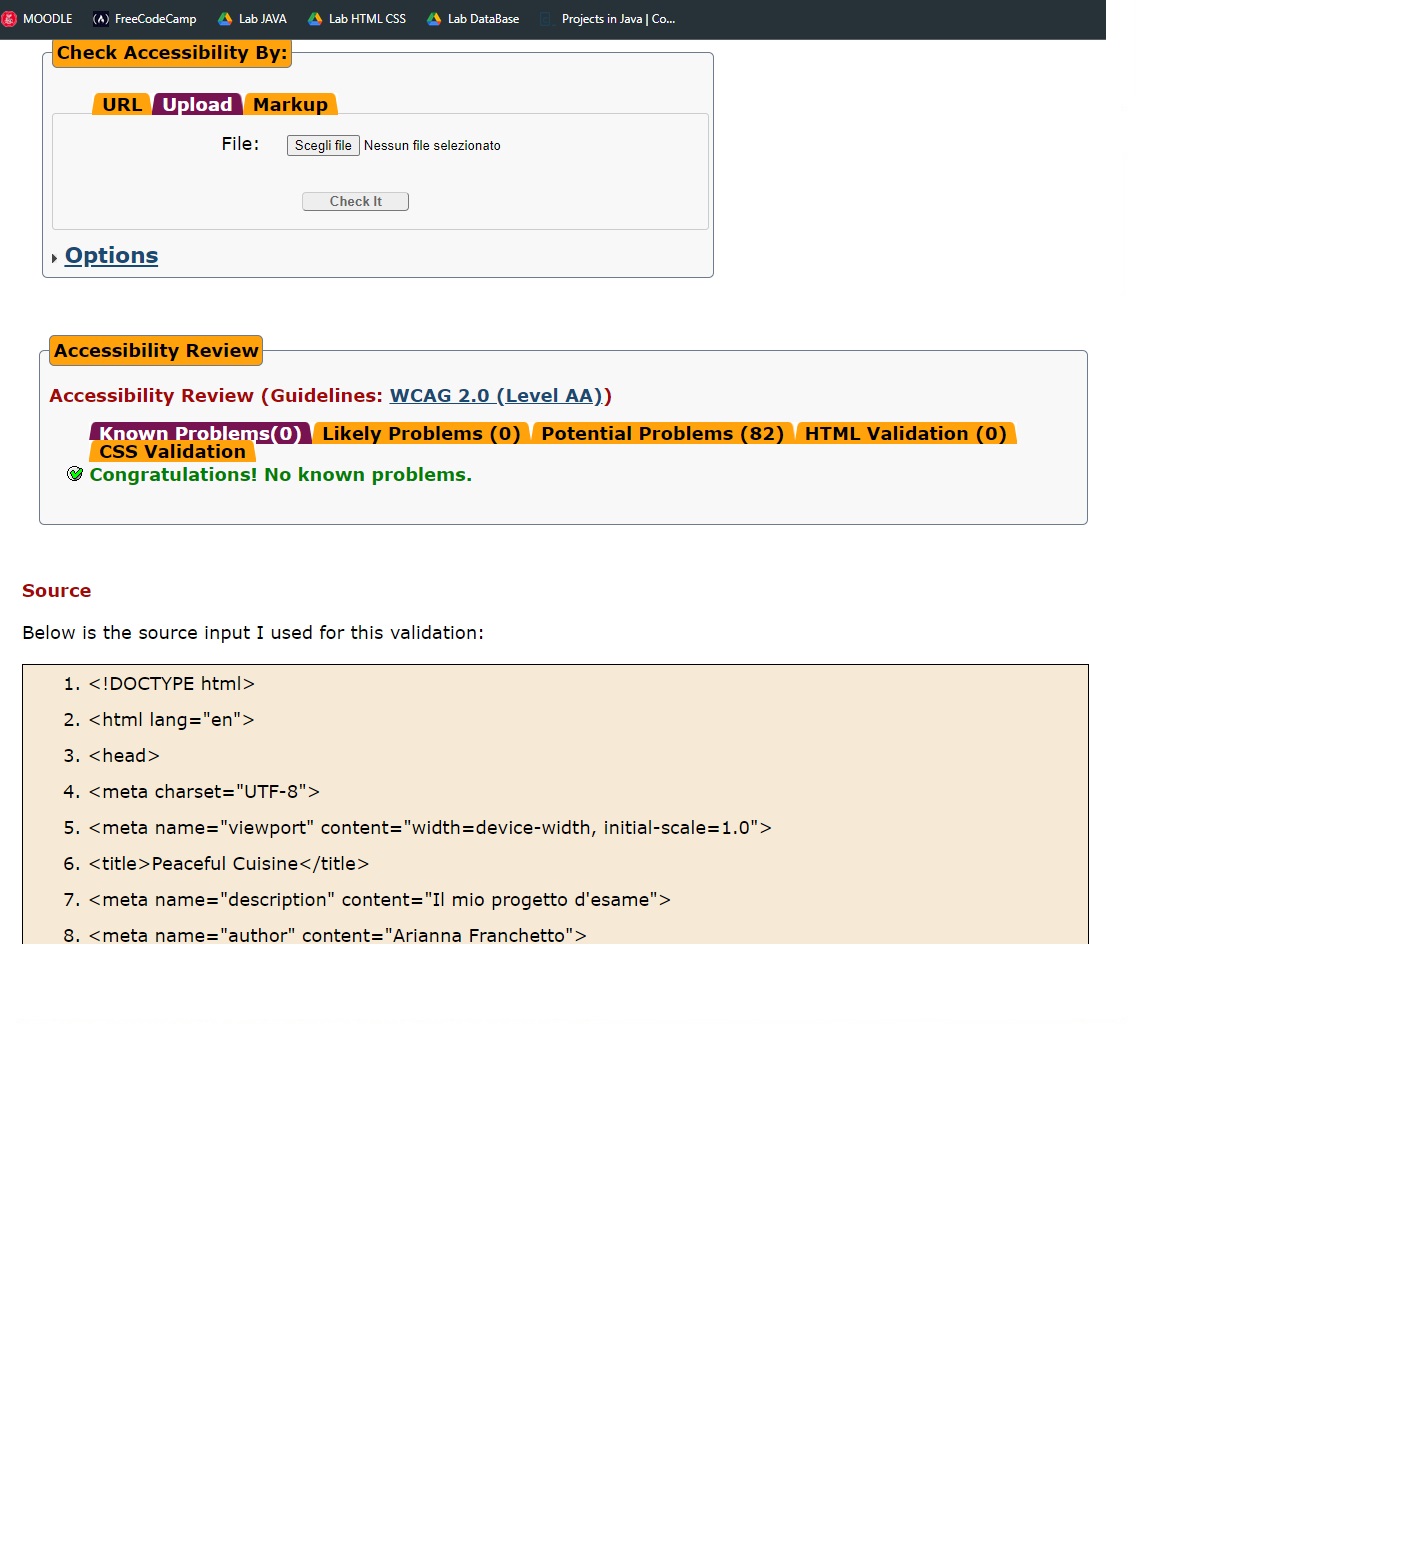 MOODLE FreeCodeCamp Lab JAVA Lab HTML CSS Lab DataBase Projects in Java | Co...
Check Accessibility By:
URL Upload Markup
File: Scegli file Nessun file selezionato
Check It
Options
Accessibility Review
Accessibility Review (Guidelines: WCAG 2.0 (Level AA))
Known Problems(0) Likely Problems (0) Potential Problems (82) HTML Validation (0)
CSS Validation
Congratulations! No known problems.
Source
Below is the source input I used for this validation:
1. <!DOCTYPE html>
2. <html lang="en">
3. <head>
4. <meta charset="UTF-8">
5. <meta name="viewport" content="width=device-width, initial-scale=1.0">
6. <title>Peaceful Cuisine</title>
7. <meta name="description" content="Il mio progetto d'esame">
8. <meta name="author" content="Arianna Franchetto">